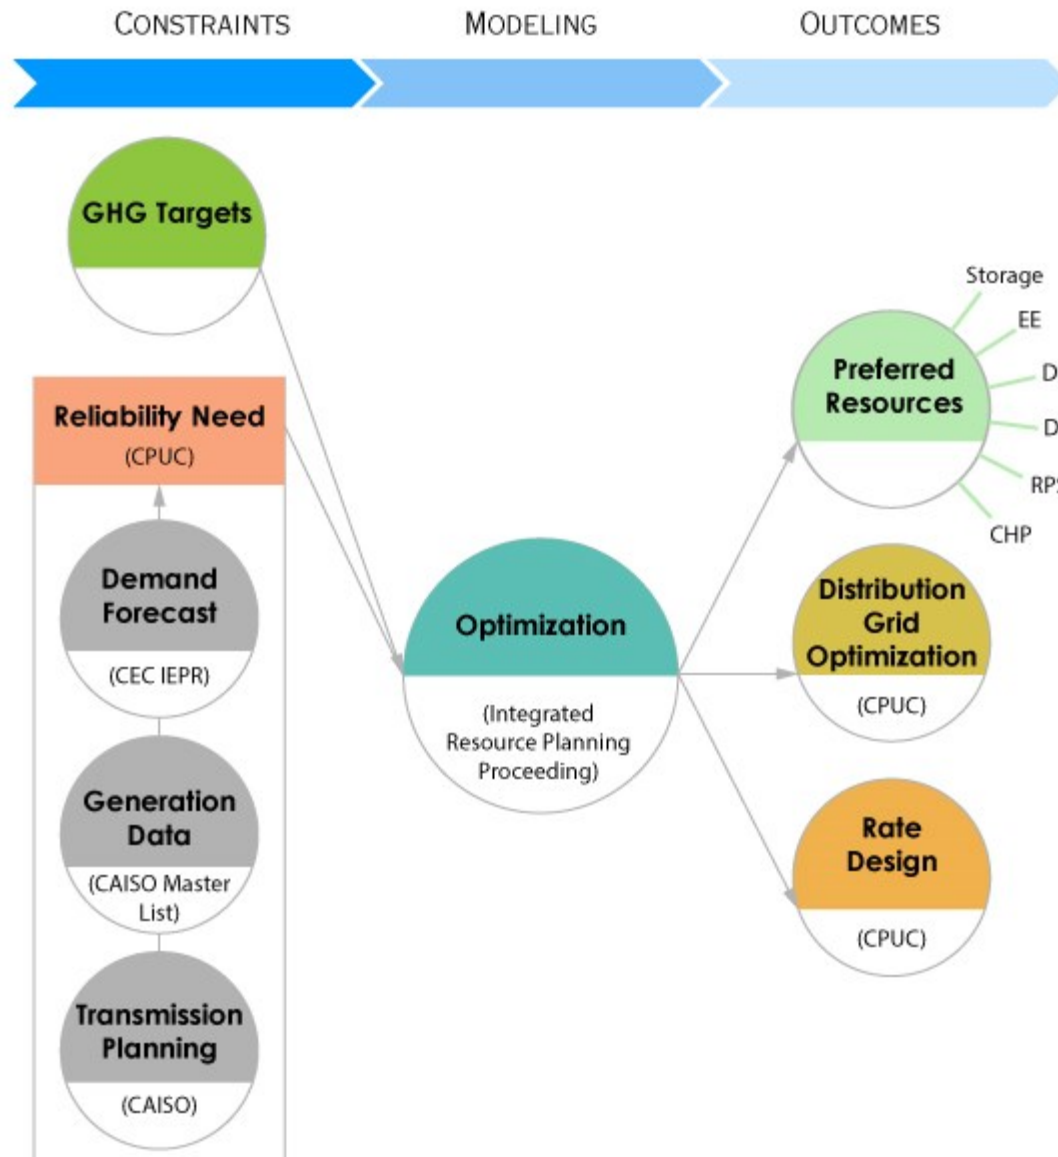 CONSTRAINTS
MODELING
OUTCOMES
GHG Targets
Reliability Need
(CPUC)
Demand
Forecast
(CEC IEPR)
Generation
Data
(CAISO Master
List)
Transmission
Planning
(CAISO)
Optimization
(Integrated
Resource Planning
Proceeding)
Preferred
Resources
Storage
EE
RPS
CHP
Distribution
Grid
Optimization
(CPUC)
Rate
Design
(CPUC)